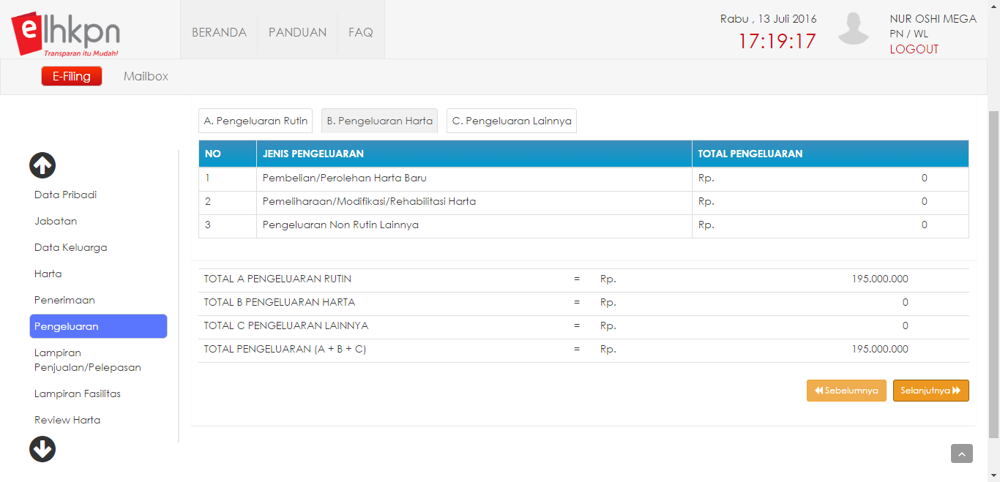 elhkpn
Transparan itu Mudah!
BERANDA PANDUAN FAQ
Rabu , 13 Juli 2016
17:19:17
NUR OSHI MEGA
PN / WL
LOGOUT
E-Filing Mailbox
Data Pribadi
Jabatan
Data Keluarga
Harta
Penerimaan
Pengeluaran
Lampiran
Penjualan/Pelepasan
Lampiran Fasilitas
Review Harta
A. Pengeluaran Rutin B. Pengeluaran Harta C. Pengeluaran Lainnya
NO JENIS PENGELUARAN TOTAL PENGELUARAN
1 Pembelian/Perolehan Harta Baru Rp. 0
2 Pemeliharaan/Modifikasi/Rehabilitasi Harta Rp. 0
3 Pengeluaran Non Rutin Lainnya Rp. 0
TOTAL A PENGELUARAN RUTIN = Rp. 195.000.000
TOTAL B PENGELUARAN HARTA = Rp. 0
TOTAL C PENGELUARAN LAINNYA = Rp. 0
TOTAL PENGELUARAN (A + B + C) = Rp. 195.000.000
Sebelumnya Selanjutnya